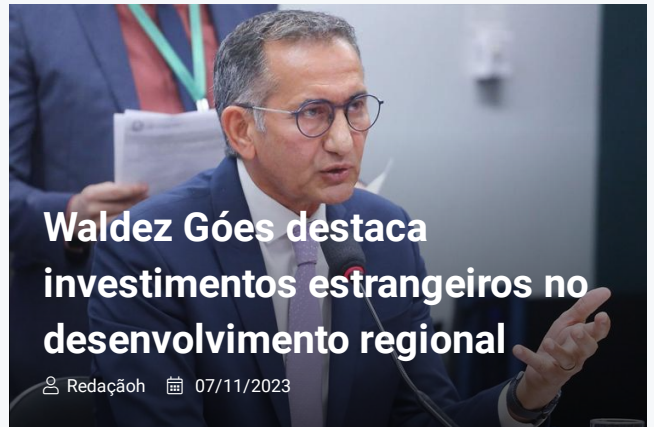 Waldez Góes destaca
investimentos estrangeiros no
desenvolvimento regional
Redaçãoh 07/11/2023